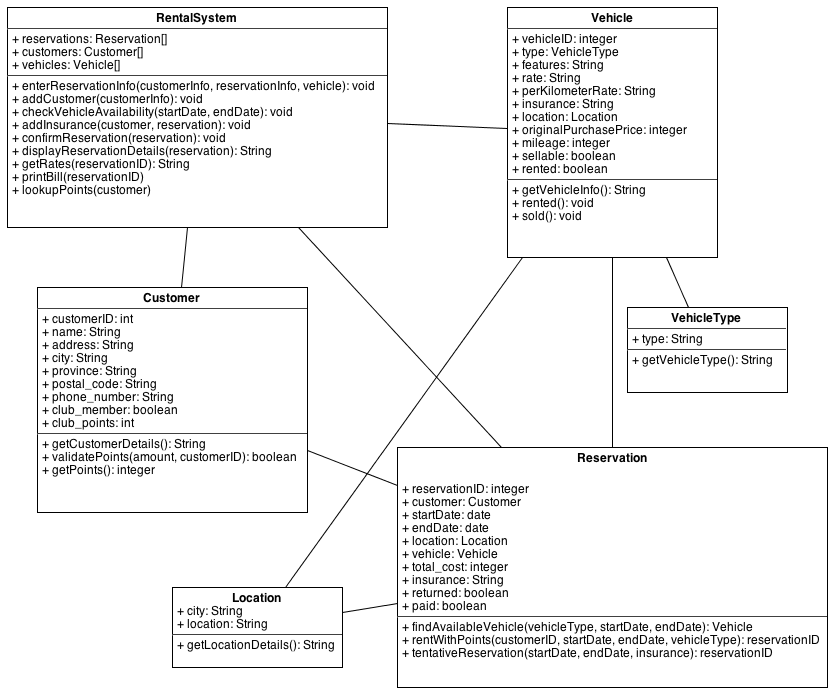 RentalSystem
+ reservations: Reservation[]
+ customers: Customer[]
+ vehicles: Vehicle[]
+ enterReservationInfo(customerInfo, reservationInfo, vehicle): void
+ addCustomer(customerInfo): void
+ checkVehicleAvailability(startDate, endDate): void
+ addInsurance(customer, reservation): void
+ confirmReservation(reservation): void
+ displayReservationDetails(reservation): String
+ getRates(reservationID): String
+ printBill(reservationID)
+ lookupPoints(customer)
Vehicle
+ vehicleID: integer
+ type: VehicleType
+ features: String
+ rate: String
+ perKilometerRate: String
+ insurance: String
+ location: Location
+ originalPurchasePrice: integer
+ mileage: integer
+ sellable: boolean
+ rented: boolean
+ getVehicleInfo(): String
+ rented(): void
+ sold(): void
Customer
+ customerID: int
+ name: String
+ address: String
+ city: String
+ province: String
+ postal_code: String
+ phone_number: String
+ club_member: boolean
+ club_points: int
+ getCustomerDetails(): String
+ validatePoints(amount, customerID): boolean
+ getPoints(): integer
VehicleType
+ type: String
+ getVehicleType(): String
Reservation
+ reservationID: integer
+ customer: Customer
+ startDate: date
+ endDate: date
+ location: Location
+ vehicle: Vehicle
+ total_cost: integer
+ insurance: String
+ returned: boolean
+ paid: boolean
+ findAvailableVehicle(vehicleType, startDate, endDate): Vehicle
+ rentWithPoints(customerID, startDate, endDate, vehicleType): reservationID
+ tentativeReservation(startDate, endDate, insurance): reservationID
Location
+ city: String
+ location: String
+ getLocationDetails(): String